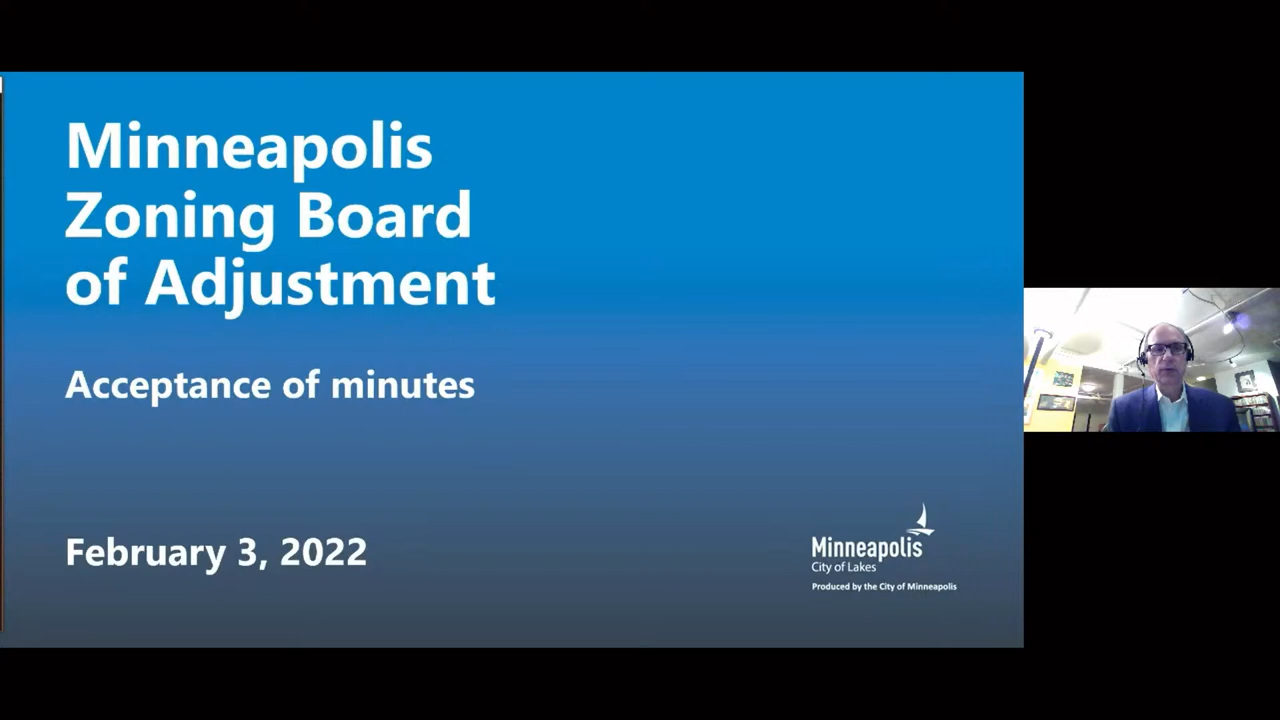 Minneapolis
Zoning Board
of Adjustment
Acceptance of minutes
February 3, 2022
Minneapolis
City of Lakes
Produced by the City of Minneapolis